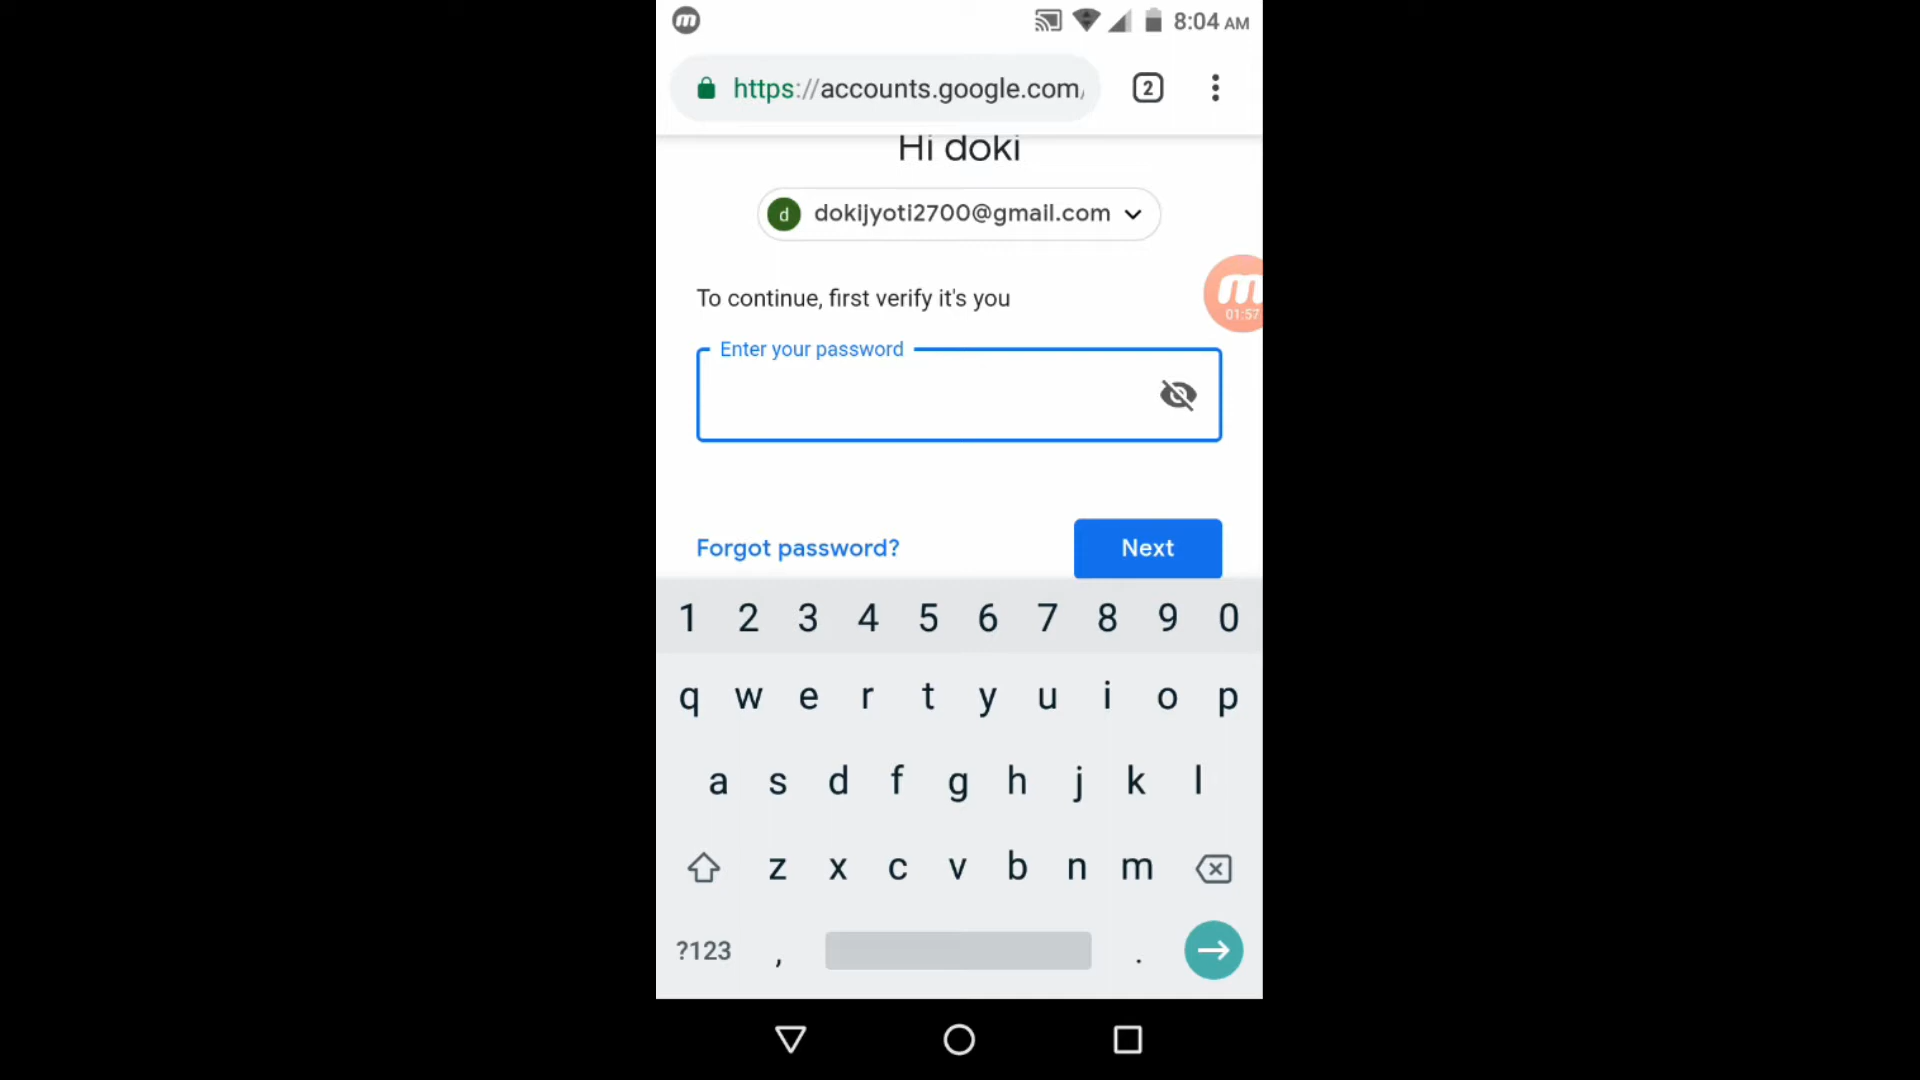 m 8:04 AM
https://accounts.google.com/ 2
Hi doki
d dokijyoti2700@gmail.com
To continue, first verify it's you
m
01:57
Enter your password
Forgot password? Next
1 2 3 4 5 6 7 8 9 0
q w e r t y u i o p
a s d f g h j k l
z x c v b n m
?123 , .